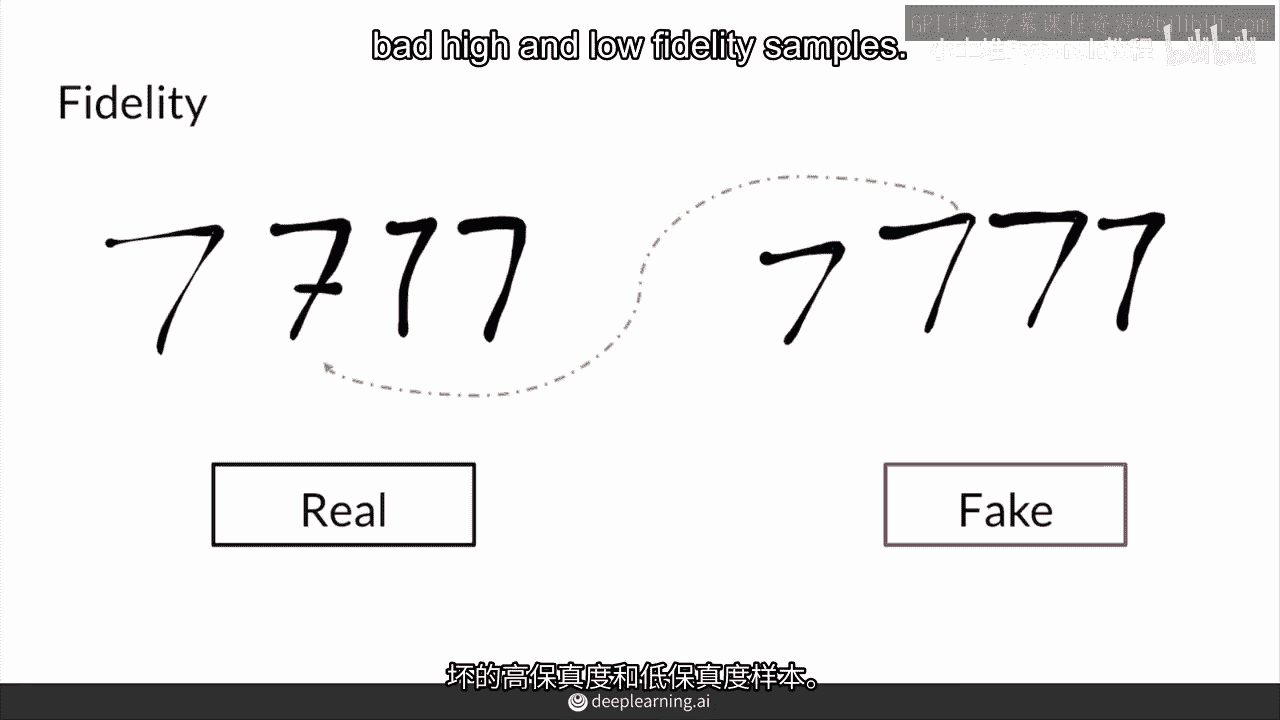 GPT中英字幕课程资源@bilibili.com
bad high and low fidelity samples.
Fidelity
7 7 7 7
7 7 7 7
Real
Fake
坏的高保真度和低保真度样本。
deeplearning.ai